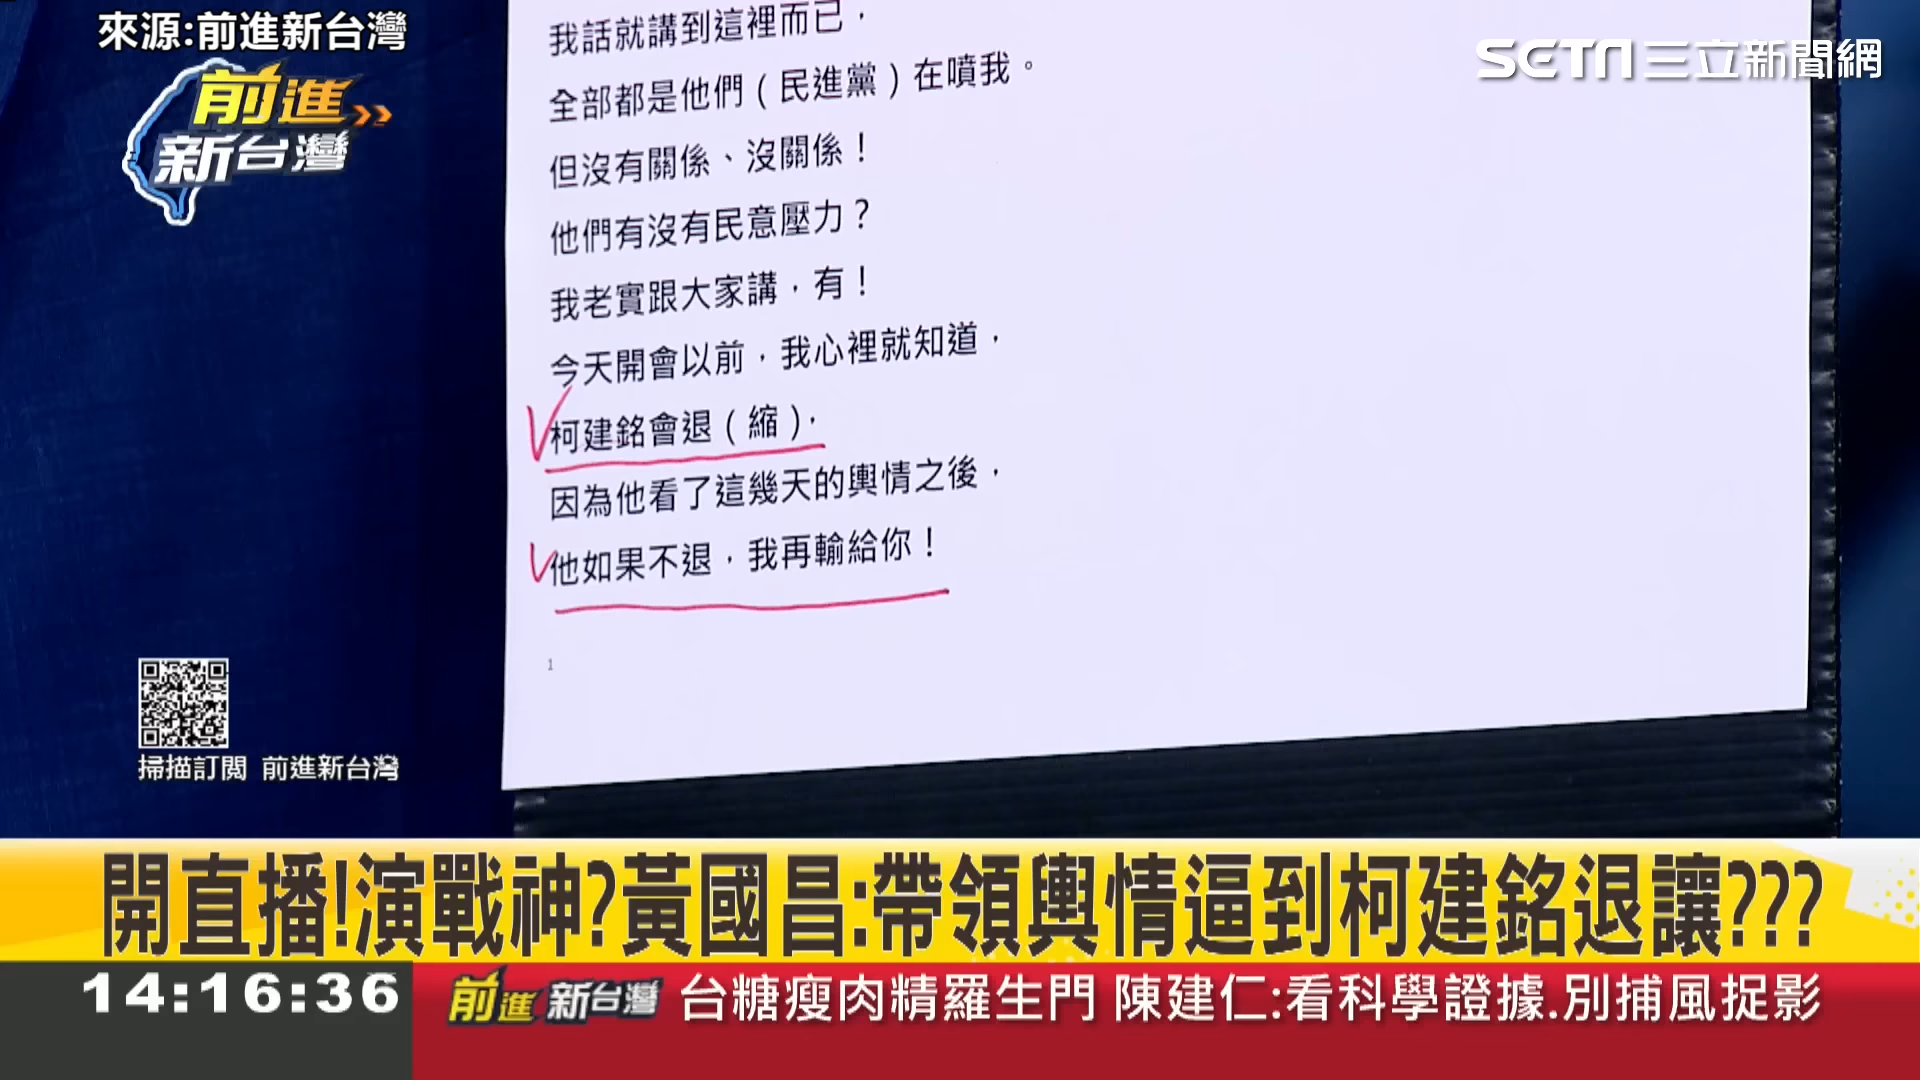 來源:前進新台灣
前進
新台灣
SETN三立新聞網
我話就講到這裡而已，
全部都是他們（民進黨）在噴我。
但沒有關係、沒關係！
他們有沒有民意壓力？
我老實跟大家講，有！
今天開會以前，我心裡就知道，
柯建銘會退（縮），
因為他看了這幾天的輿情之後，
他如果不退，我再輸給你！
1
掃描訂閱 前進新台灣
開直播!演戰神?黃國昌:帶領輿情逼到柯建銘退讓???
14:16:36
前進新台灣 台糖瘦肉精羅生門 陳建仁:看科學證據.別捕風捉影